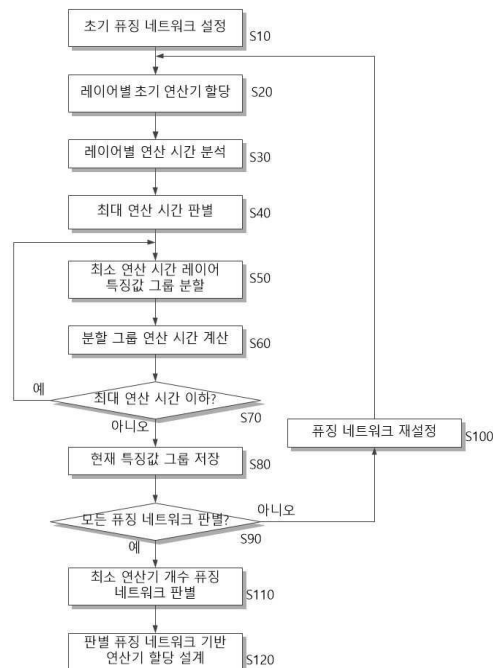 초기 퓨징 네트워크 설정
S10
레이어별 초기 연산기 할당
S20
레이어별 연산 시간 분석
S30
최대 연산 시간 판별
S40
최소 연산 시간 레이어
특징값 그룹 분할
S50
분할 그룹 연산 시간 계산
S60
예
최대 연산 시간 이하?
S70
아니오
퓨징 네트워크 재설정
S100
현재 특징값 그룹 저장
S80
모든 퓨징 네트워크 판별?
아니오
S90
예
최소 연산기 개수 퓨징
네트워크 판별
S110
판별 퓨징 네트워크 기반
연산기 할당 설계
S120